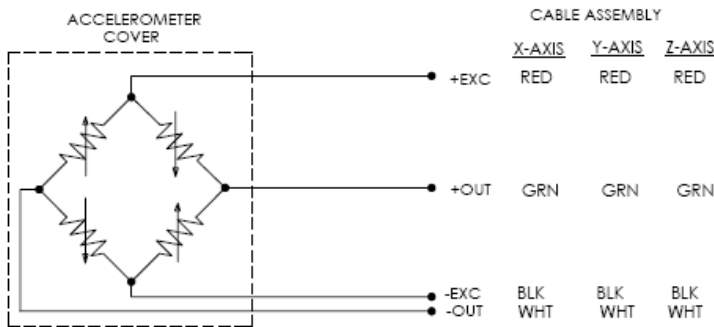 ACCELEROMETER
COVER
CABLE ASSEMBLY
X-AXIS Y-AXIS Z-AXIS
+EXC RED RED RED
+OUT GRN GRN GRN
-EXC BLK BLK BLK
-OUT WHT WHT WHT